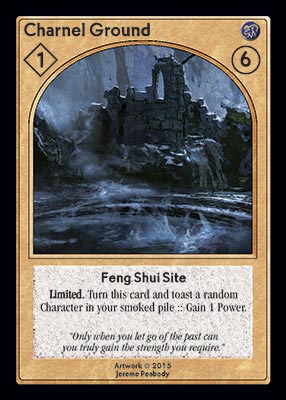 Charnel Ground
1
6
Feng Shui Site
Limited. Turn this card and toast a random
Character in your smoked pile :: Gain 1 Power.
"Only when you let go of the past can
you truly gain the strength you require."
Artwork © 2015
Jereme Peabody